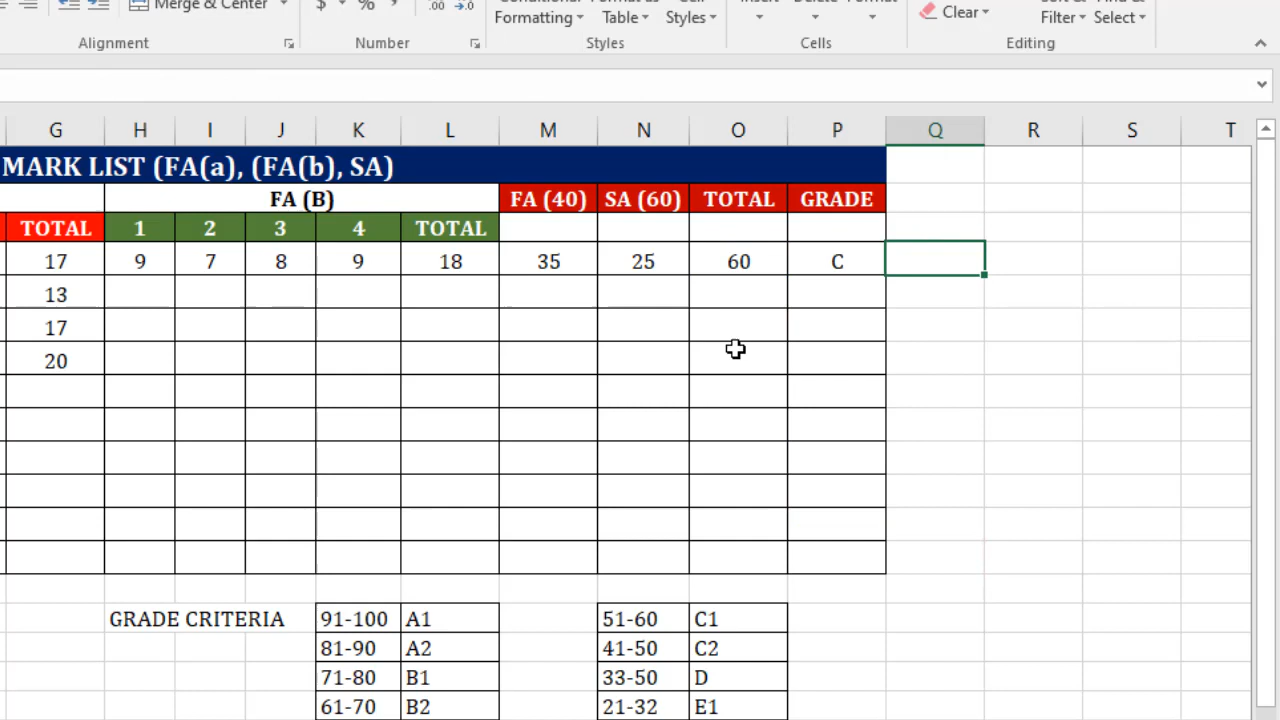 Merge & Center $ % ,
Formatting Table Styles Clear Filter Select
Alignment Number Styles Cells Editing
G H I J K L M N O P Q R S T
MARK LIST (FA(a), (FA(b), SA)
FA (B) FA (40) SA (60) TOTAL GRADE
TOTAL 1 2 3 4 TOTAL
17 9 7 8 9 18 35 25 60 C
13
17
20
GRADE CRITERIA 91-100 A1 51-60 C1
81-90 A2 41-50 C2
71-80 B1 33-50 D
61-70 B2 21-32 E1